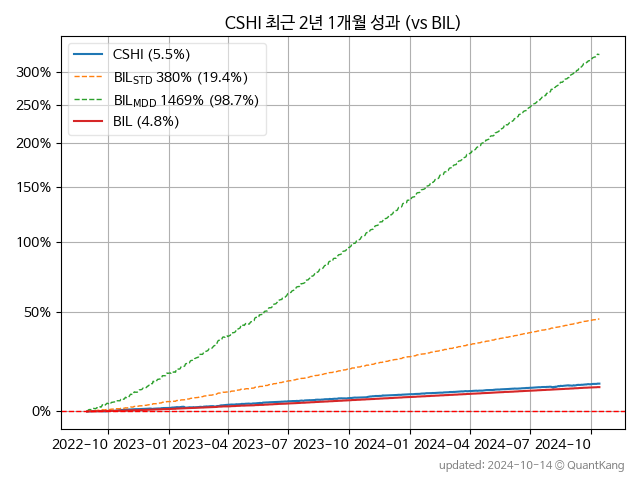 CSHI 최근 2년 1개월 성과 (vs BIL)
CSHI (5.5%)
BILSTD 380% (19.4%)
BILMDD 1469% (98.7%)
BIL (4.8%)
300%
250%
200%
150%
100%
50%
0%
2022-10 2023-01 2023-04 2023-07 2023-10 2024-01 2024-04 2024-07 2024-10
updated: 2024-10-14 © QuantKang